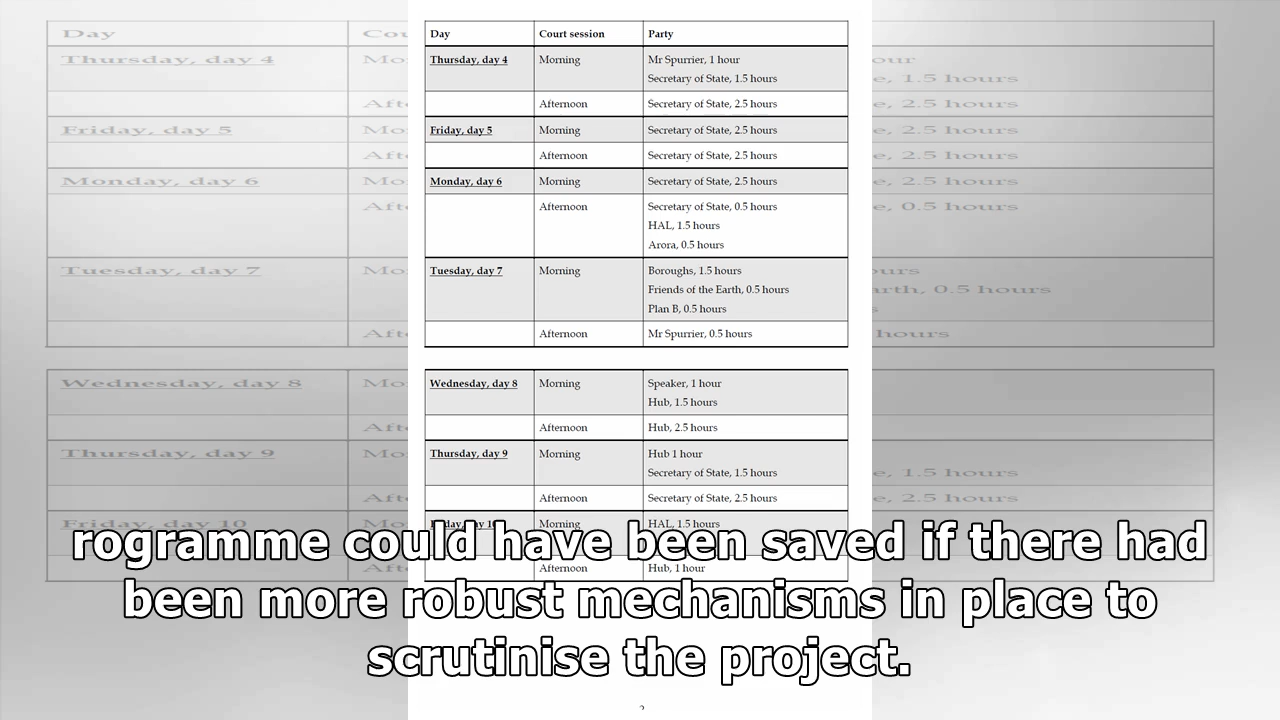 Day Court session Party
Thursday, day 4 Morning Mr Spurrier, 1 hour
Secretary of State, 1.5 hours
Afternoon Secretary of State, 2.5 hours
Friday, day 5 Morning Secretary of State, 2.5 hours
Afternoon Secretary of State, 2.5 hours
Monday, day 6 Morning Secretary of State, 2.5 hours
Afternoon Secretary of State, 0.5 hours
HAL, 1.5 hours
Arora, 0.5 hours
Tuesday, day 7 Morning Boroughs, 1.5 hours
Friends of the Earth, 0.5 hours
Plan B, 0.5 hours
Afternoon Mr Spurrier, 0.5 hours
Wednesday, day 8 Morning Speaker, 1 hour
Hub, 1.5 hours
Afternoon Hub, 2.5 hours
Thursday, day 9 Morning Hub 1 hour
Secretary of State, 1.5 hours
Afternoon Secretary of State, 2.5 hours
Friday, day 10 Morning HAL, 1.5 hours
Afternoon Hub, 1 hour
rogramme could have been saved if there had
been more robust mechanisms in place to
scrutinise the project.
2